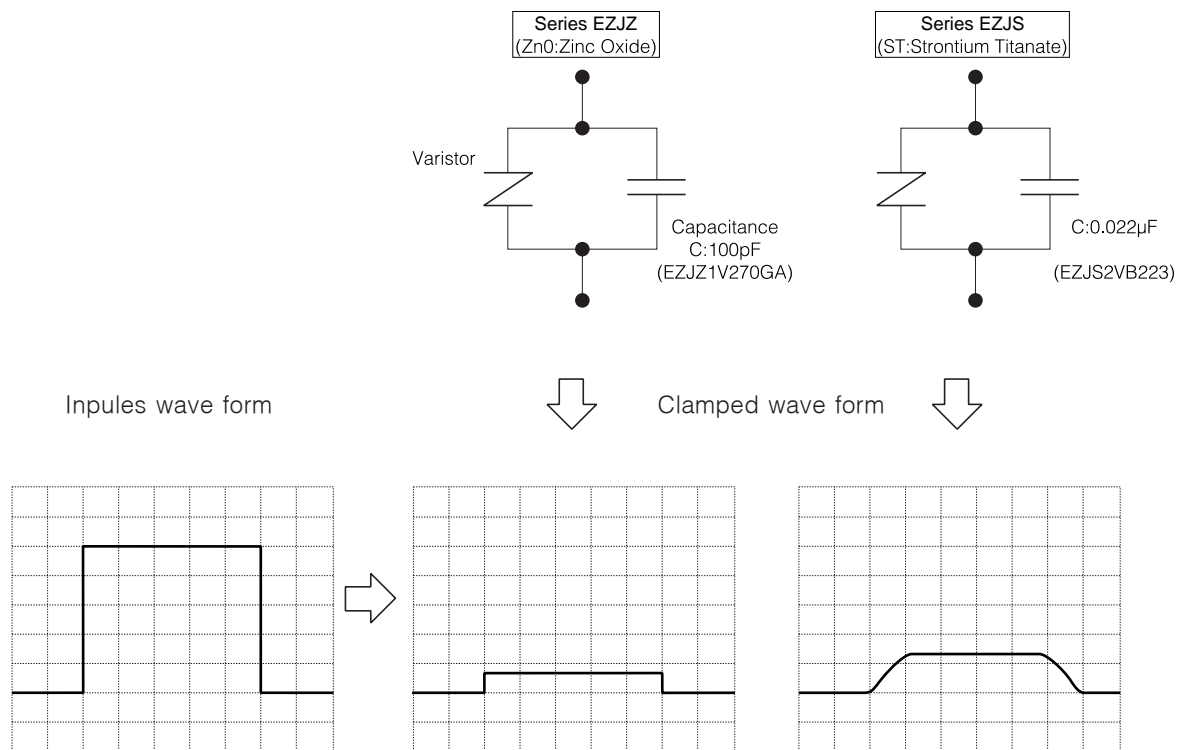 Series EZJZ
(Zn0:Zinc Oxide)
Series EZJS
(ST:Strontium Titanate)
Varistor
Capacitance
C:100pF
(EZJZ1V270GA)
C:0.022µF
(EZJS2VB223)
Inpules wave form
Clamped wave form